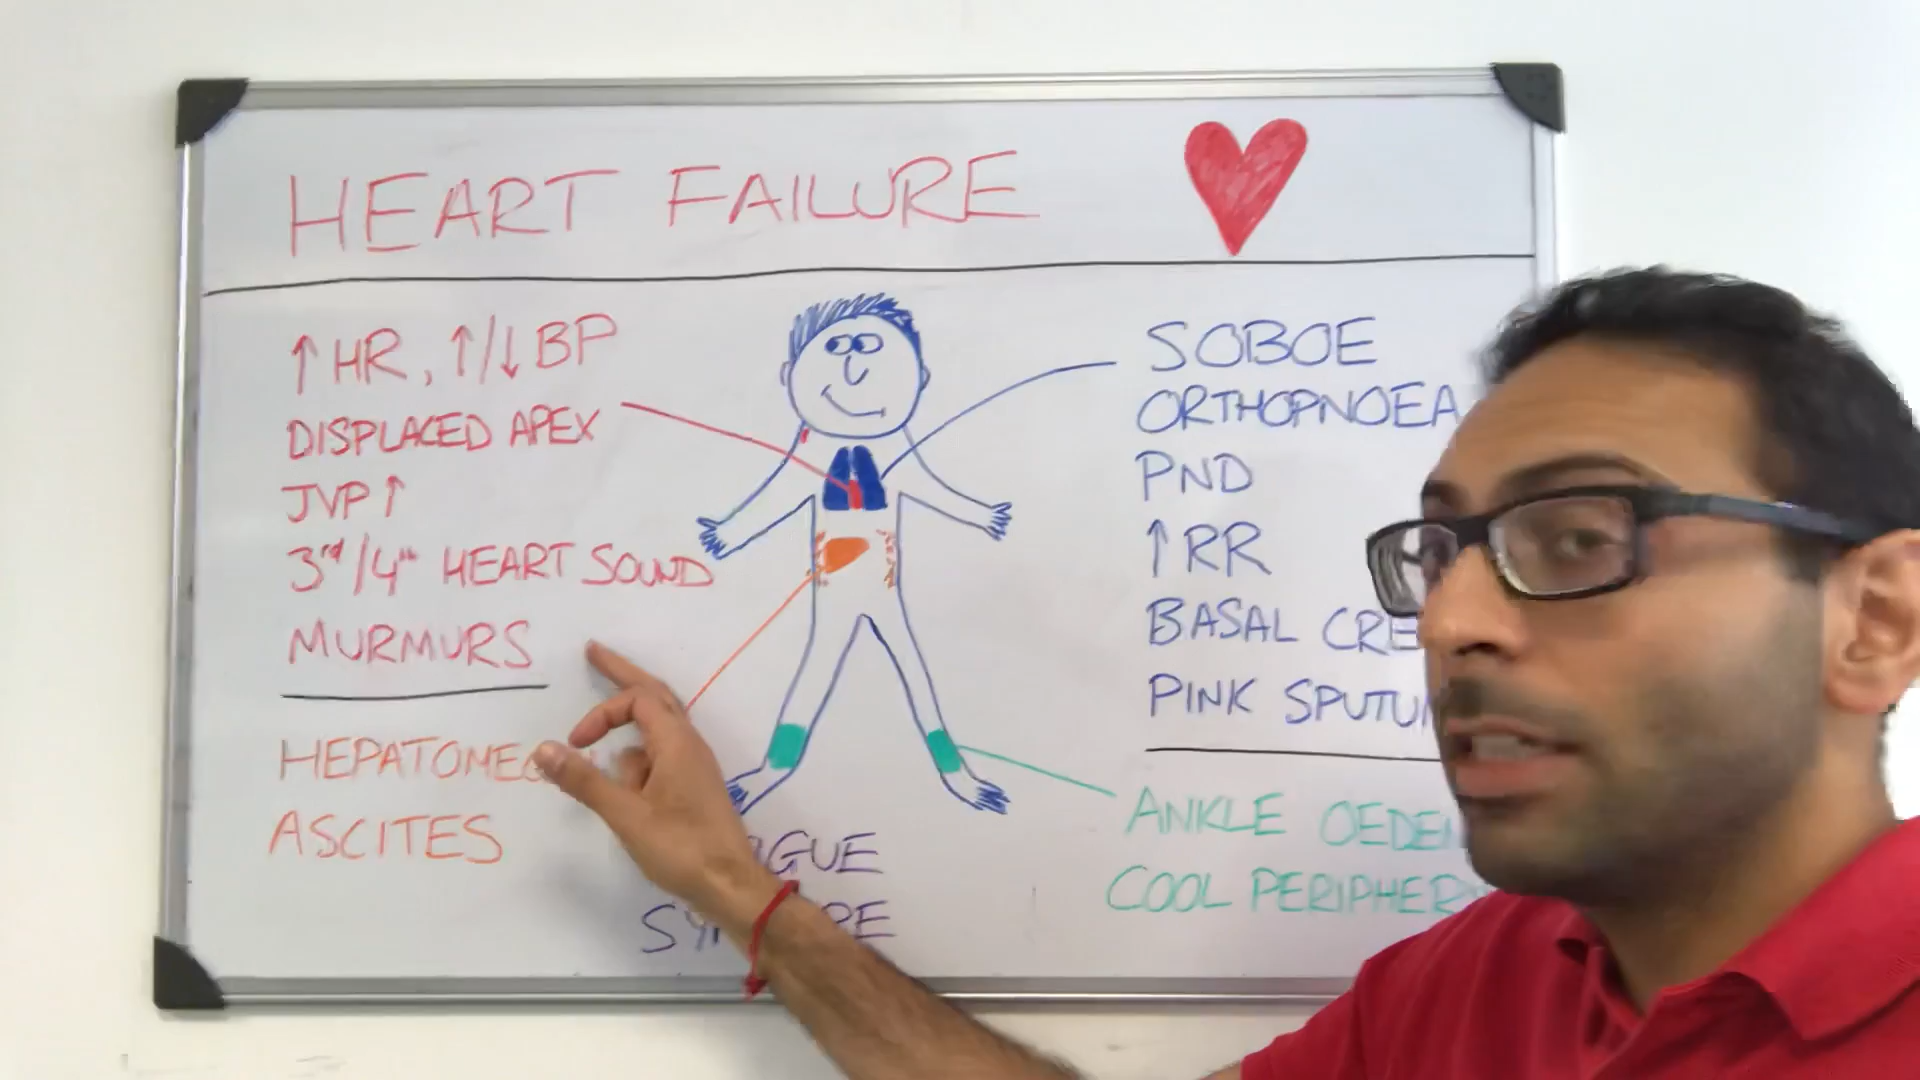 HEART FAILURE
↑HR, ↑/↓BP
DISPLACED APEX
JVP↑
3rd/4th HEART SOUND
MURMURS
ASCITES
SOBOE
ORTHOPNOEA
PND
↑RR
BASAL
PINK
ANKLE
COOL